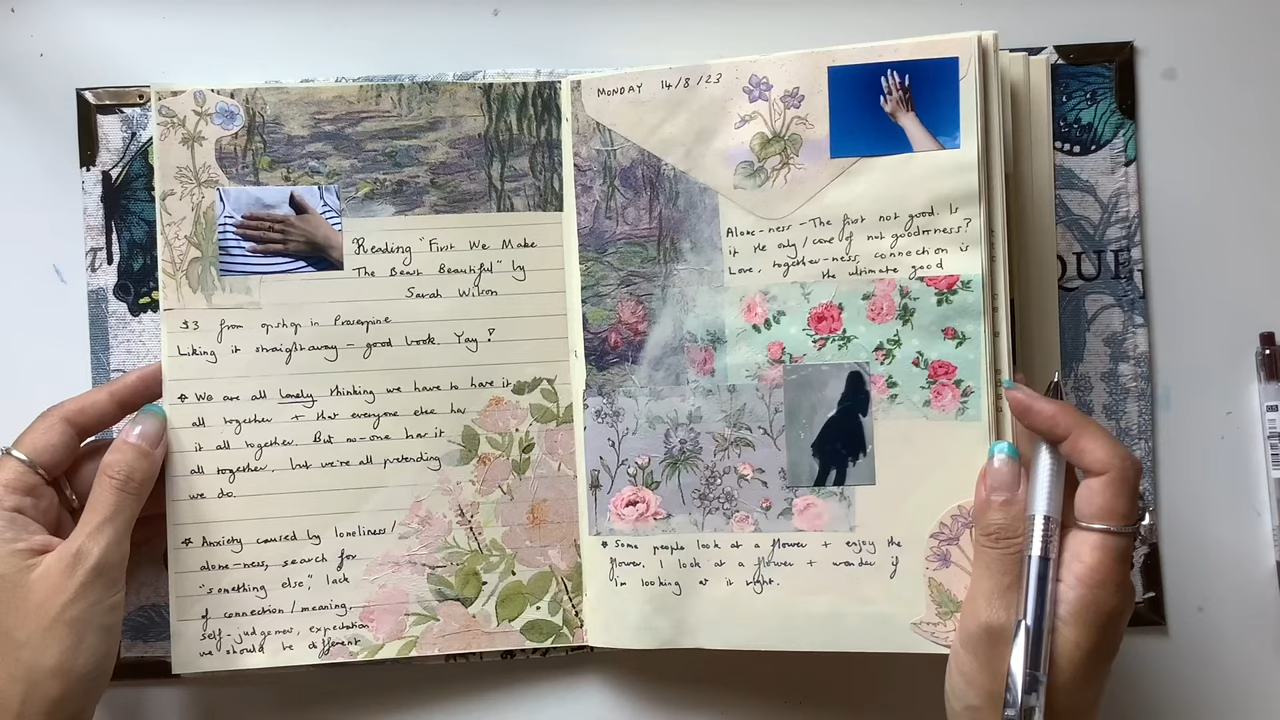 Reading "First We Make
The Beast Beautiful" by
Sarah Wilson
$3 from opshop in Proserpine
Liking it straightaway - good book. Yay!
* We are all lonely thinking we have to have it
all together + that everyone else has
it all together. But no-one has it
all together, but we're all pretending
we do.
* Anxiety caused by loneliness/
alone-ness, search for
"something else", lack
of connection/meaning,
self-judgement, expectation
we should be different
MONDAY 14/8/23
Alone-ness - The first not good. Is
it the only/core of not goodness?
Love, together-ness, connection is
the ultimate good
* Some people look at a flower + enjoy the
flower. I look at a flower + wonder if
I'm looking at it right.
QUE
0.5